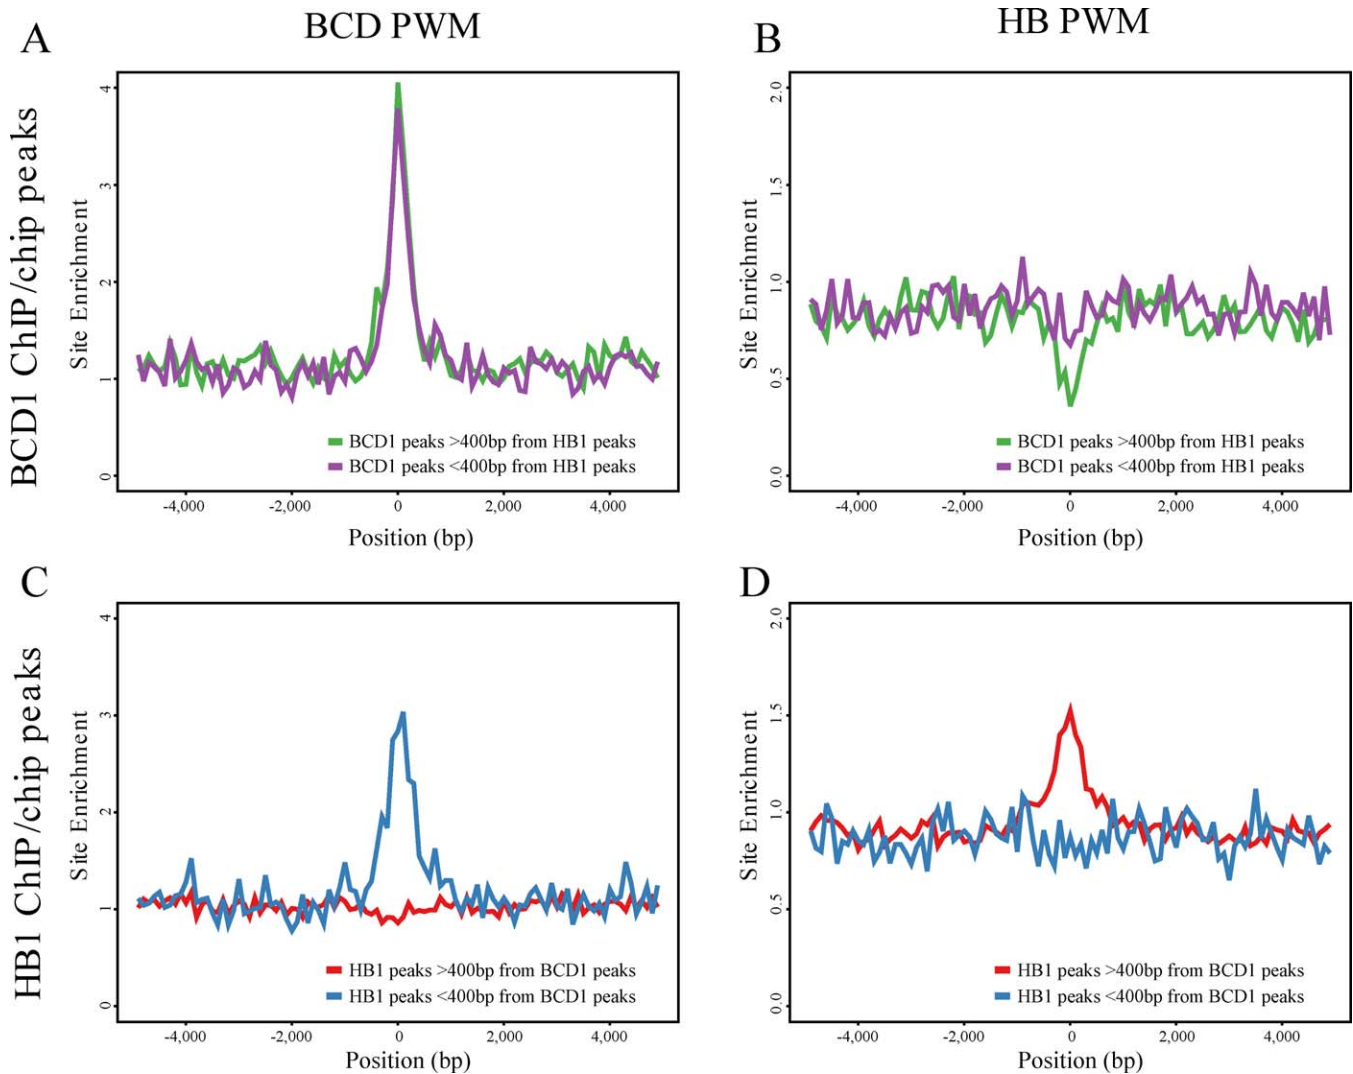 BCD PWM
HB PWM
A
B
BCD1 ChIP/chip peaks
Site Enrichment
4
3
2
1
0
BCD1 peaks >400bp from HB1 peaks
BCD1 peaks <400bp from HB1 peaks
-4,000 -2,000 0 2,000 4,000
Position (bp)
Site Enrichment
2.0
1.5
1.0
0.5
0.0
BCD1 peaks >400bp from HB1 peaks
BCD1 peaks <400bp from HB1 peaks
-4,000 -2,000 0 2,000 4,000
Position (bp)
C
D
HB1 ChIP/chip peaks
Site Enrichment
4
3
2
1
0
HB1 peaks >400bp from BCD1 peaks
HB1 peaks <400bp from BCD1 peaks
-4,000 -2,000 0 2,000 4,000
Position (bp)
Site Enrichment
2.0
1.5
1.0
0.5
0.0
HB1 peaks >400bp from BCD1 peaks
HB1 peaks <400bp from BCD1 peaks
-4,000 -2,000 0 2,000 4,000
Position (bp)